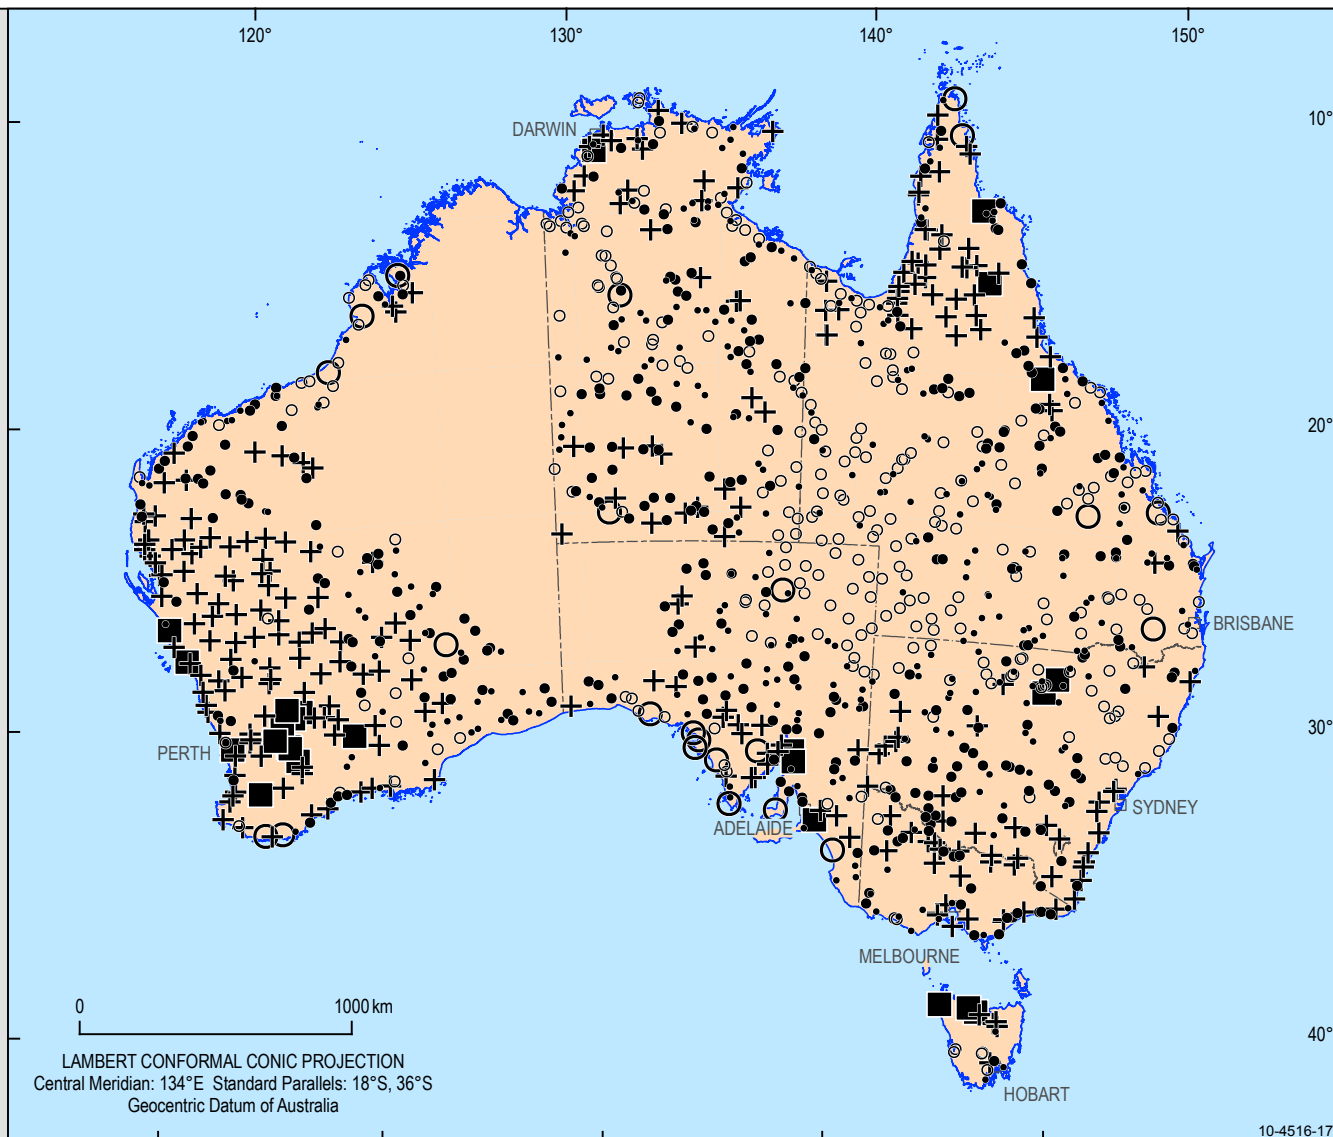 120°
130°
140°
150°
10°
DARWIN
20°
BRISBANE
30°
PERTH
SYDNEY
ADELAIDE
MELBOURNE
0 1000 km
40°
LAMBERT CONFORMAL CONIC PROJECTION
Central Meridian: 134°E Standard Parallels: 18°S, 36°S
Geocentric Datum of Australia
HOBART
10-4516-17